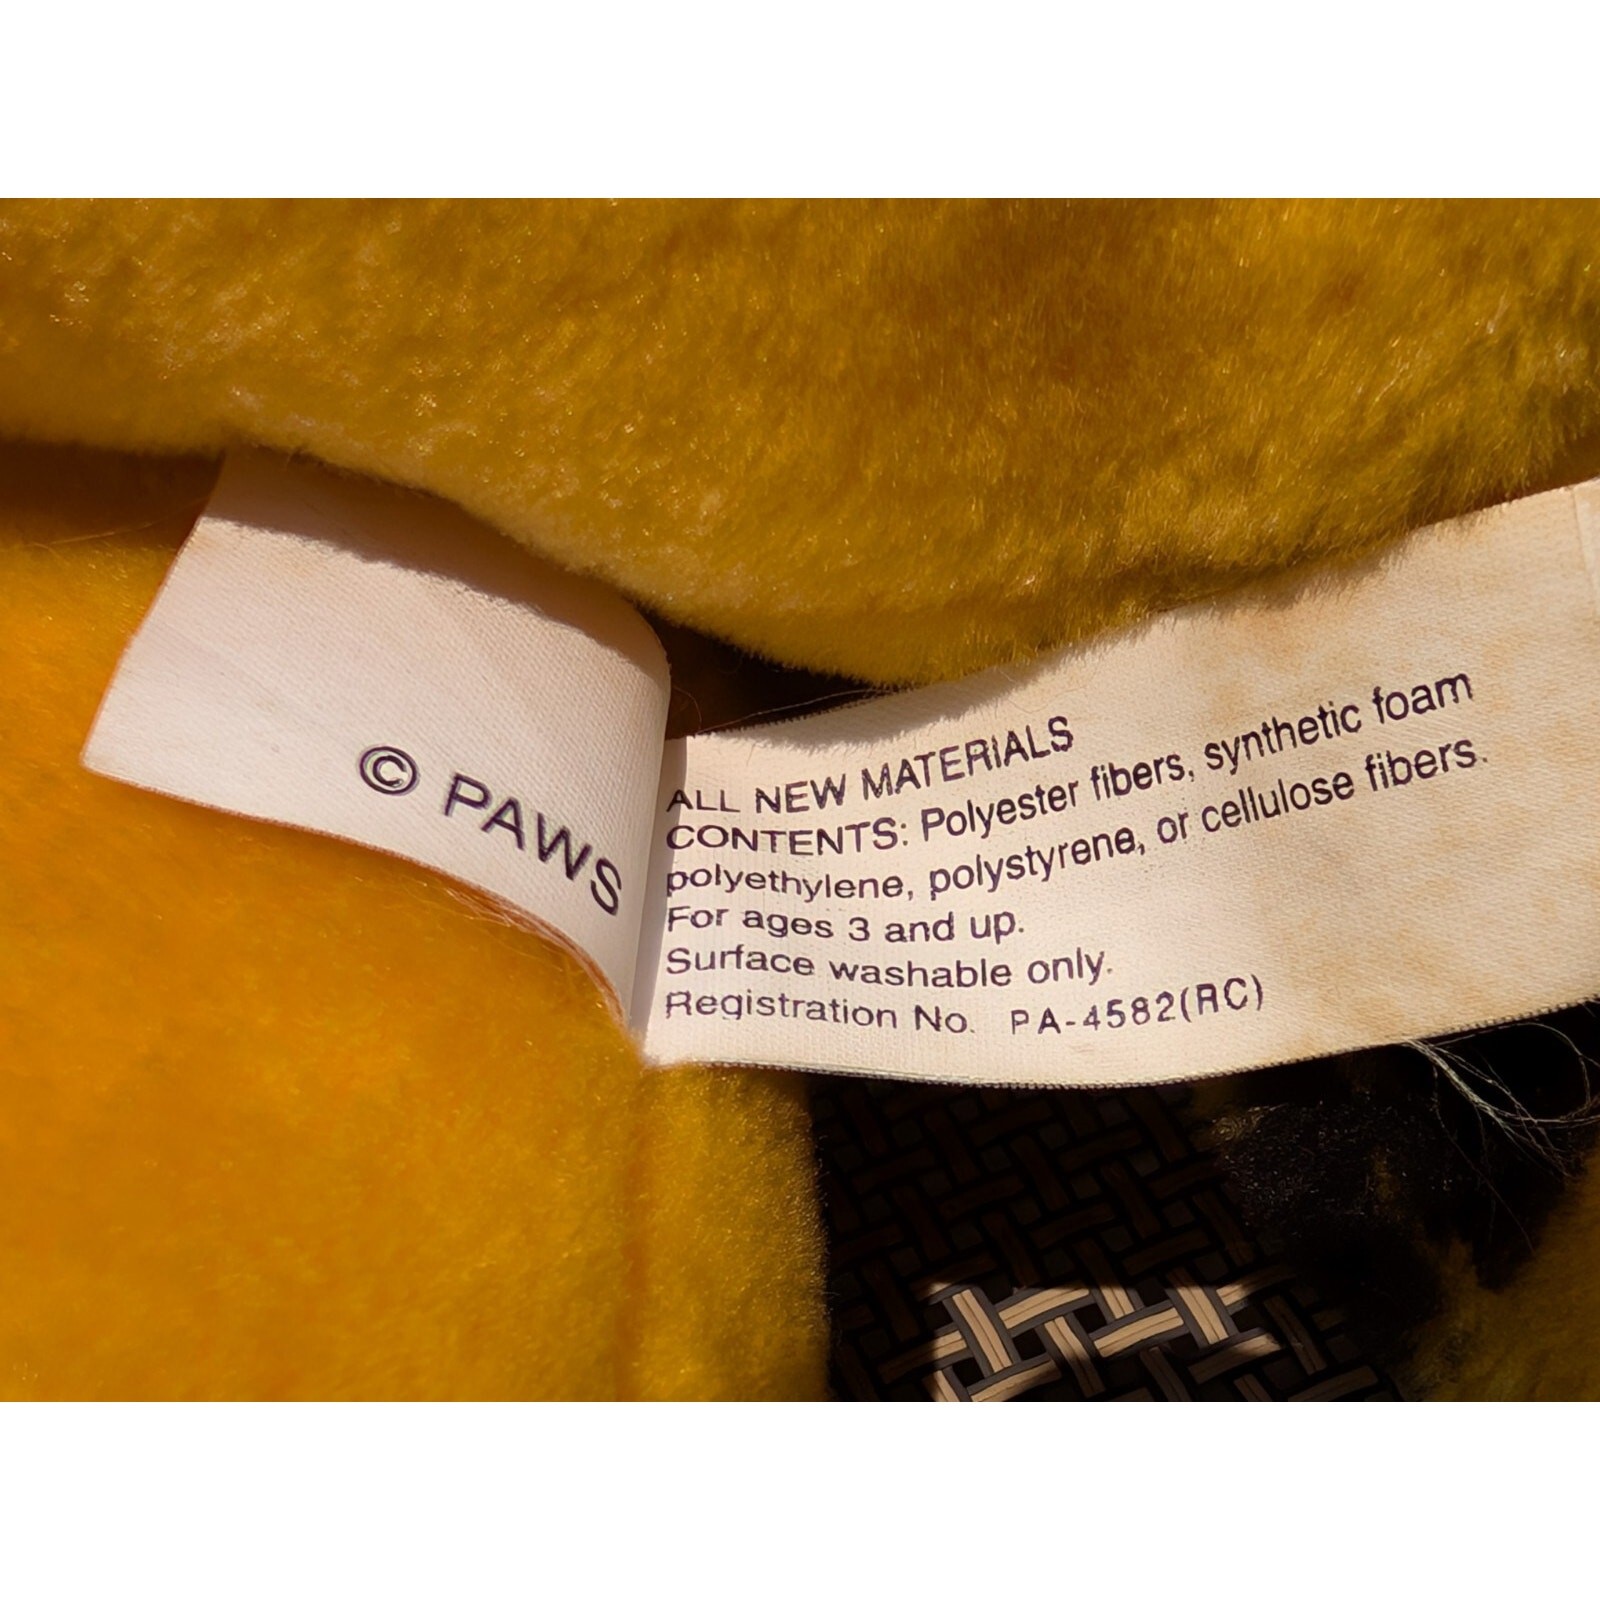 © PAWS
ALL NEW MATERIALS
CONTENTS: Polyester fibers, synthetic foam
polyethylene, polystyrene, or cellulose fibers.
For ages 3 and up.
Surface washable only.
Registration No. PA-4582(RC)